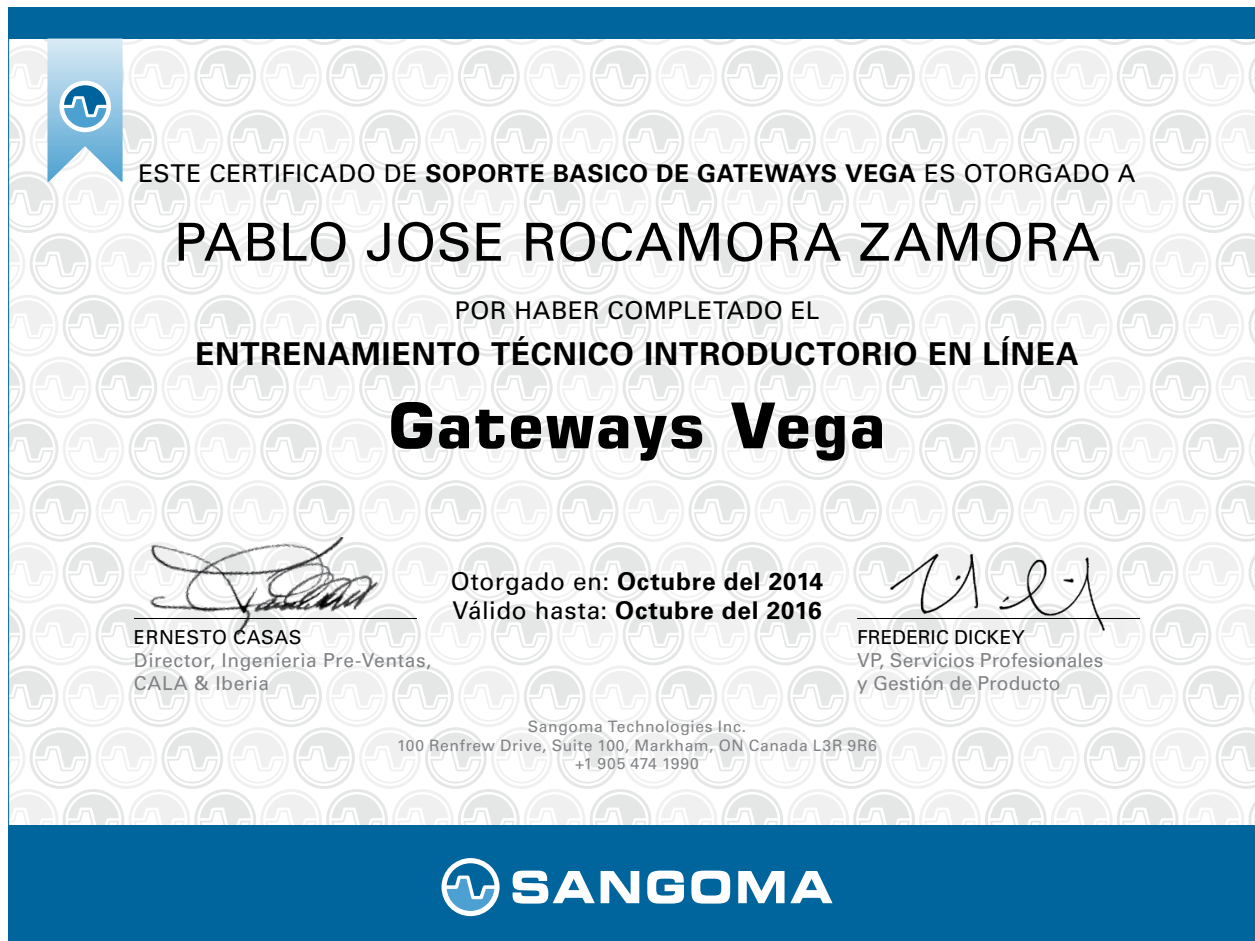 ESTE CERTIFICADO DE SOPORTE BASICO DE GATEWAYS VEGA ES OTORGADO A
PABLO JOSE ROCAMORA ZAMORA
POR HABER COMPLETADO EL
ENTRENAMIENTO TÉCNICO INTRODUCTORIO EN LÍNEA
Gateways Vega
Otorgado en: Octubre del 2014
Válido hasta: Octubre del 2016
ERNESTO CASAS
Director, Ingenieria Pre-Ventas,
CALA & Iberia
FREDERIC DICKEY
VP, Servicios Profesionales
y Gestión de Producto
Sangoma Technologies Inc.
100 Renfrew Drive, Suite 100, Markham, ON Canada L3R 9R6
+1 905 474 1990
SANGOMA